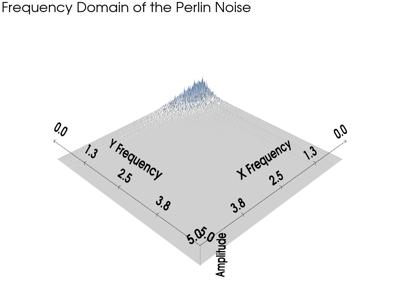 Frequency Domain of the Perlin Noise
0.0
1.3
Y Frequency
2.5
3.8
5.0
0.0
1.3
X Frequency
2.5
3.8
5.0
Amplitude